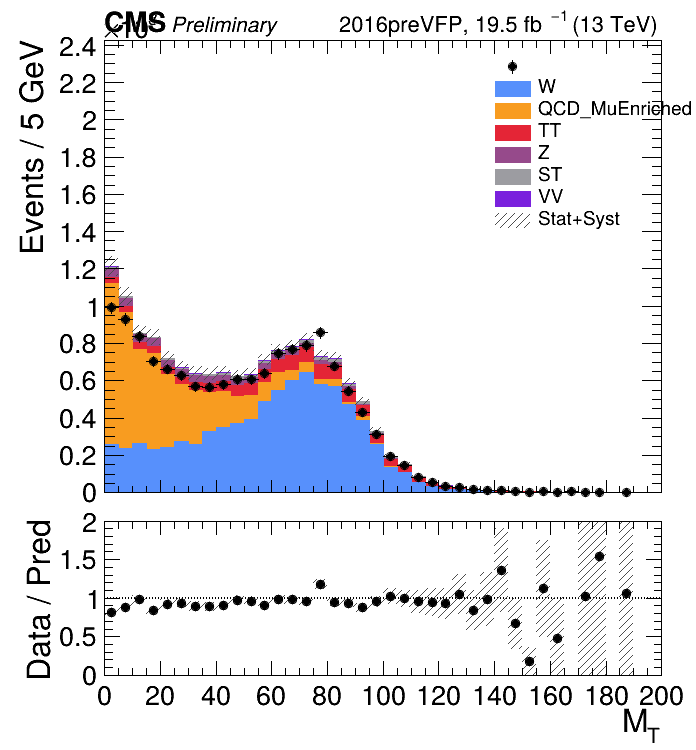 CMS Preliminary 2016preVFP, 19.5 fb⁻¹ (13 TeV)
Events / 5 GeV
2.4
2.2
2
1.8
1.6
1.4
1.2
1
0.8
0.6
0.4
0.2
0
W
QCD_MuEnriched
TT
Z
ST
VV
Stat+Syst
Data / Pred
2
1.5
1
0.5
0
0 20 40 60 80 100 120 140 160 180 200
M_T